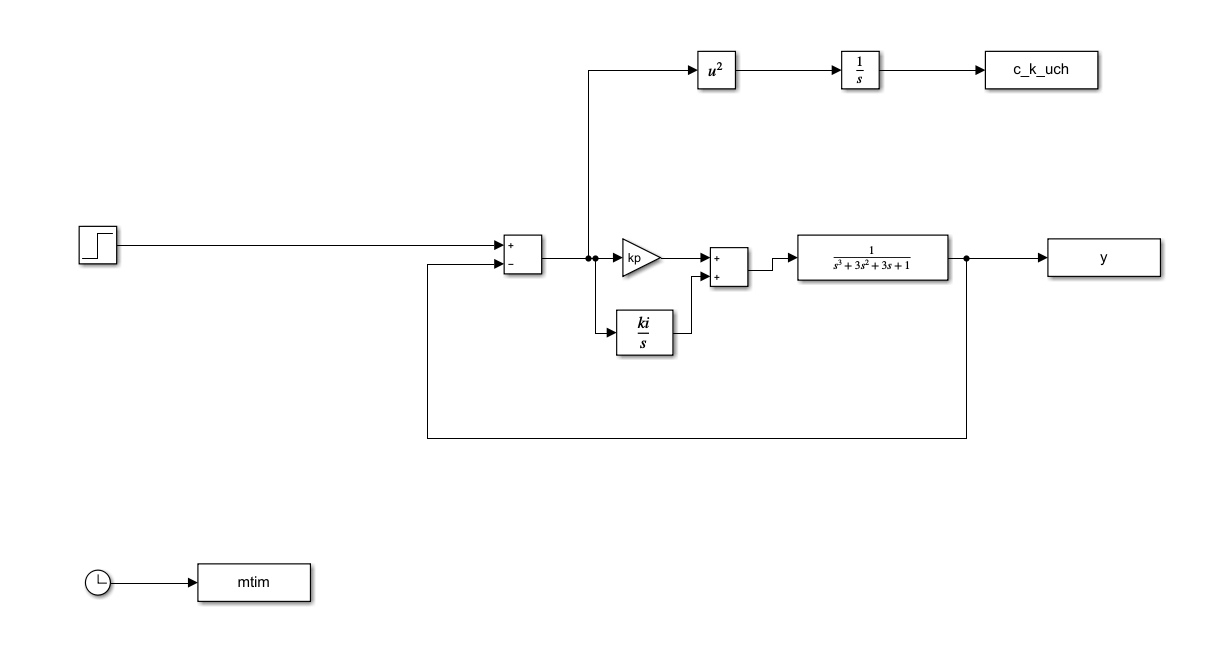 u²
1
s
c_k_uch
+
−
kp
+
+
1
s³ + 3s² + 3s + 1
y
ki
s
mtim